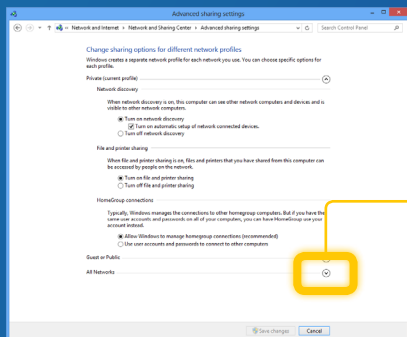 Advanced sharing settings
Network and Internet › Network and Sharing Center › Advanced sharing settings
Search Control Panel
Change sharing options for different network profiles
Windows creates a separate network profile for each network you use. You can choose specific options for
each profile.
Private (current profile)
Network discovery
When network discovery is on, this computer can see other network computers and devices and is
visible to other network computers.
Turn on network discovery
Turn on automatic setup of network connected devices.
Turn off network discovery
File and printer sharing
When file and printer sharing is on, files and printers that you have shared from this computer can
be accessed by people on the network.
Turn on file and printer sharing
Turn off file and printer sharing
HomeGroup connections
Typically, Windows manages the connections to other homegroup computers. But if you have the
same user accounts and passwords on all of your computers, you can have HomeGroup use your
account instead.
Allow Windows to manage homegroup connections (recommended)
Use user accounts and passwords to connect to other computers
Guest or Public
All Networks
Save changes
Cancel